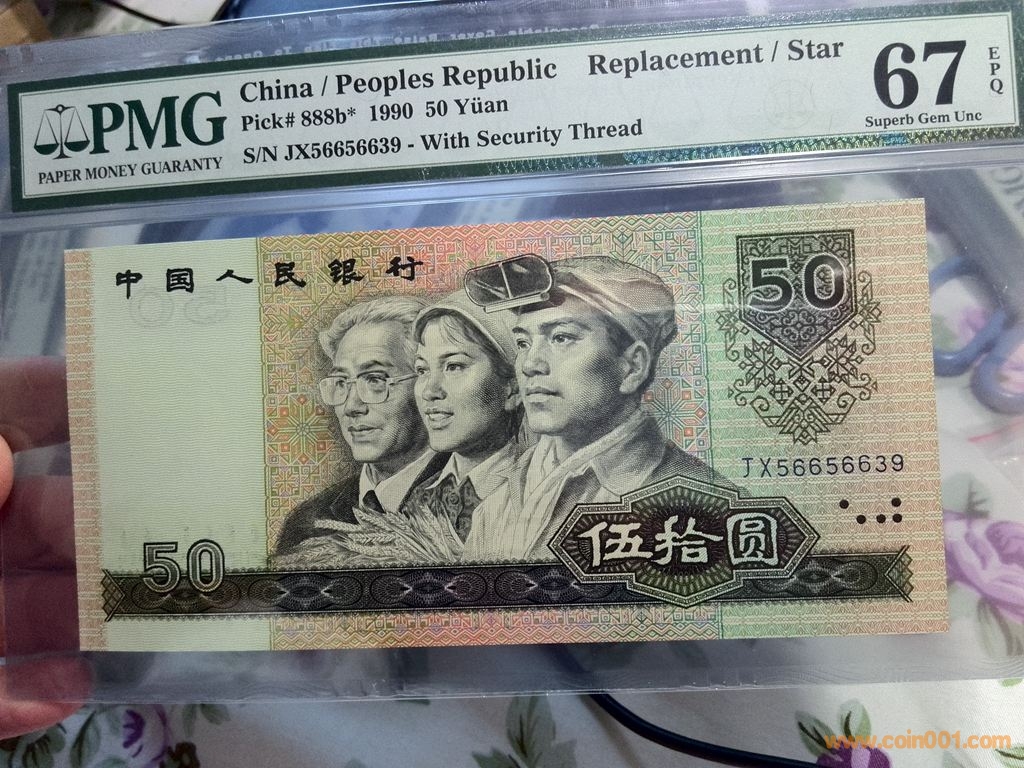 China / Peoples Republic Replacement / Star
67
EPQ
PMG
Pick# 888b* 1990 50 Yüan
Superb Gem Unc
PAPER MONEY GUARANTY
S/N JX56656639 - With Security Thread
中国人民银行
50
JX56656639
伍拾圆
50
www.coin001.com